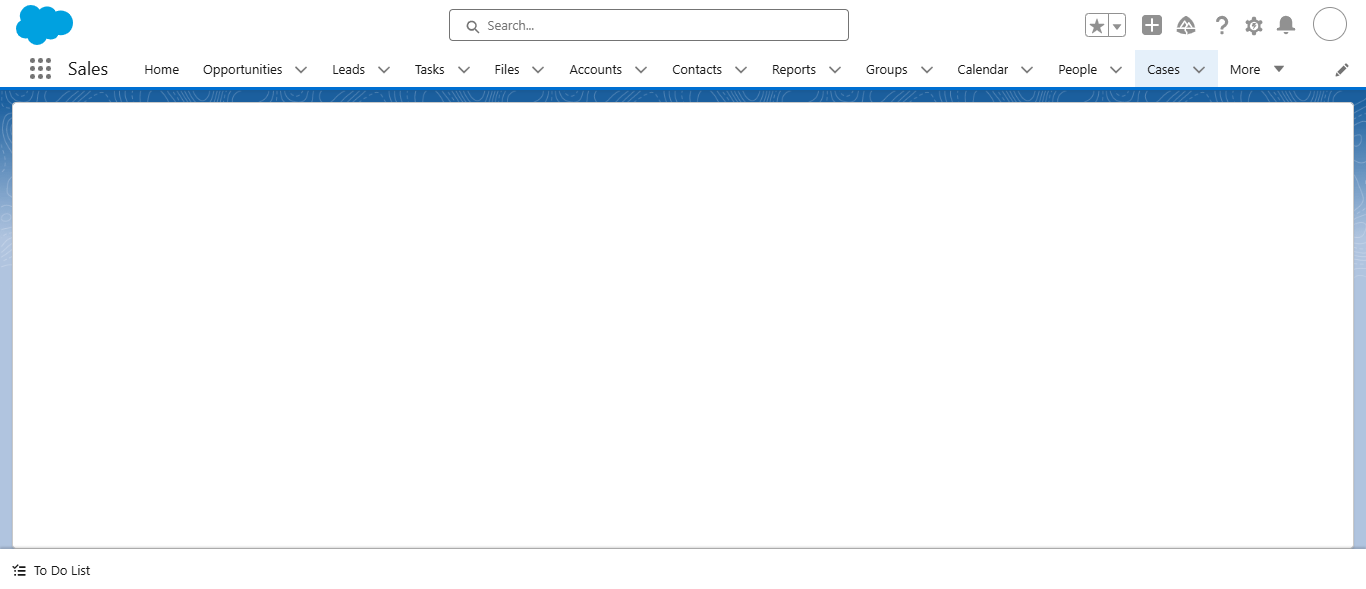 Search...
Sales Home Opportunities Leads Tasks Files Accounts Contacts Reports Groups Calendar People Cases More
To Do List